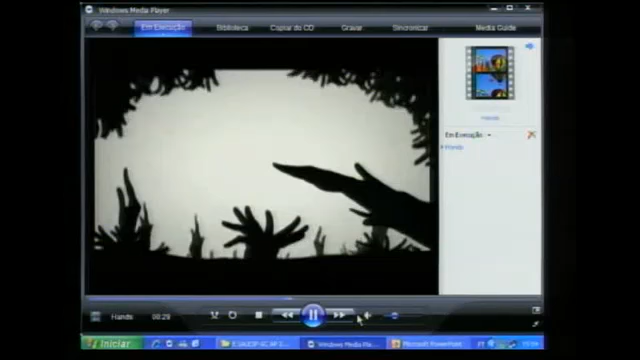 Windows Media Player
Em Execução Biblioteca Copiar do CD Gravar Sincronizar Media Guide
Em Execução
Hands
Hands 00:29
Iniciar Windows Media Pla... Microsoft PowerPoint